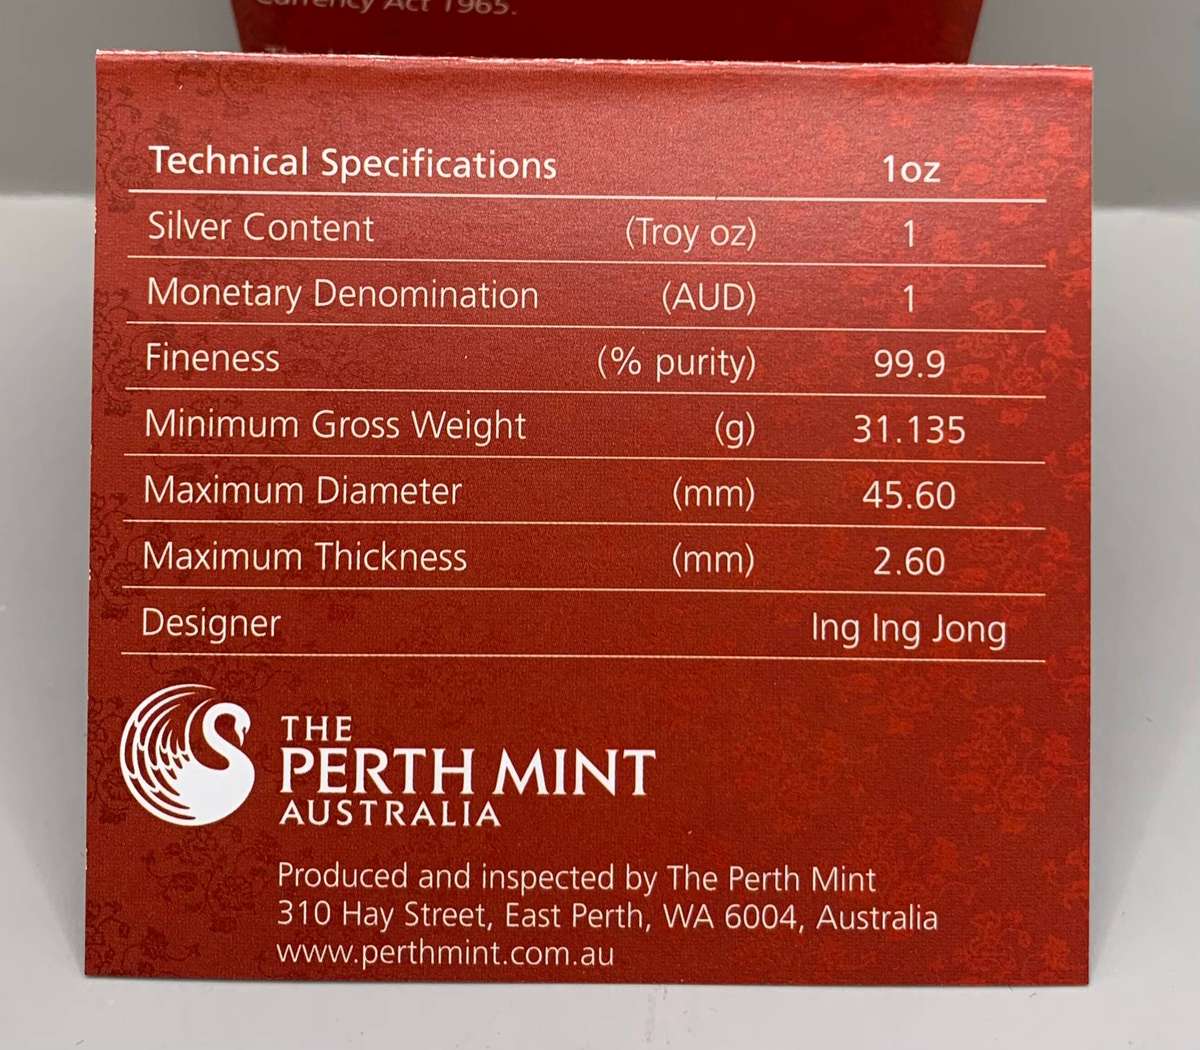 Currency Act 1965.
Technical Specifications 1oz
Silver Content (Troy oz) 1
Monetary Denomination (AUD) 1
Fineness (% purity) 99.9
Minimum Gross Weight (g) 31.135
Maximum Diameter (mm) 45.60
Maximum Thickness (mm) 2.60
Designer Ing Ing Jong
THE
PERTH MINT
AUSTRALIA
Produced and inspected by The Perth Mint
310 Hay Street, East Perth, WA 6004, Australia
www.perthmint.com.au